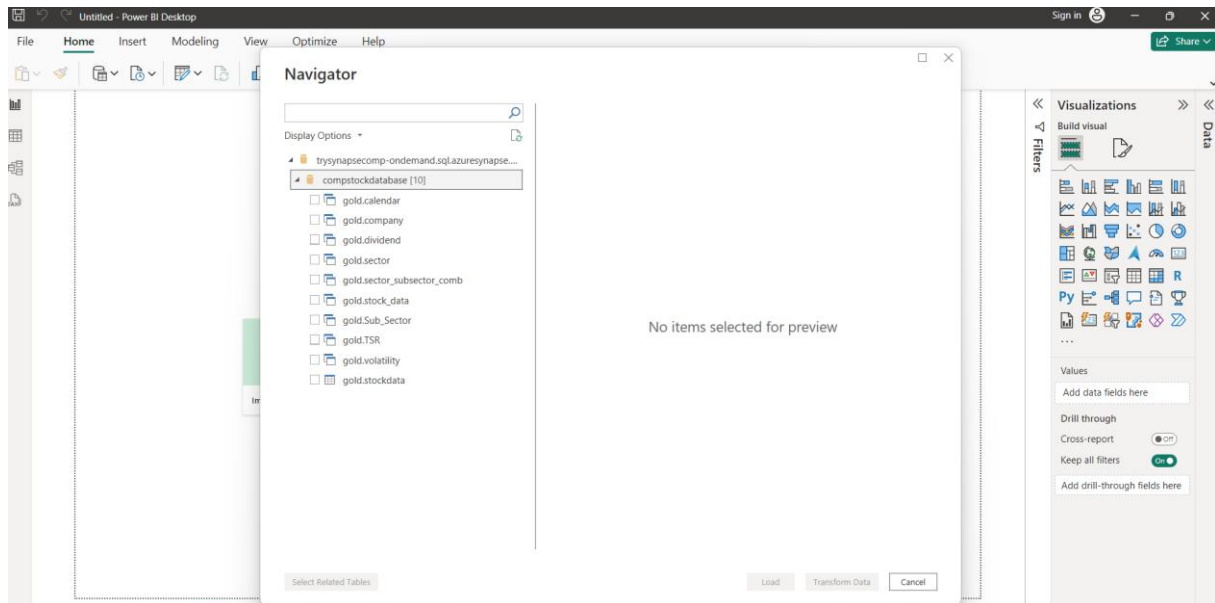 Untitled - Power BI Desktop
Sign in
File Home Insert Modeling View Optimize Help
Share
Navigator
Display Options
trysynapsecomp-ondemand.sql.azuresynapse....
compstockdatabase [10]
gold.calendar
gold.company
gold.dividend
gold.sector
gold.sector_subsector_comb
gold.stock_data
gold.Sub_Sector
gold.TSR
gold.volatility
gold.stockdata
No items selected for preview
Select Related Tables
Load Transform Data Cancel
Im
Filters
Visualizations
Build visual
R
Py
...
Values
Add data fields here
Drill through
Cross-report Off
Keep all filters On
Add drill-through fields here
Data